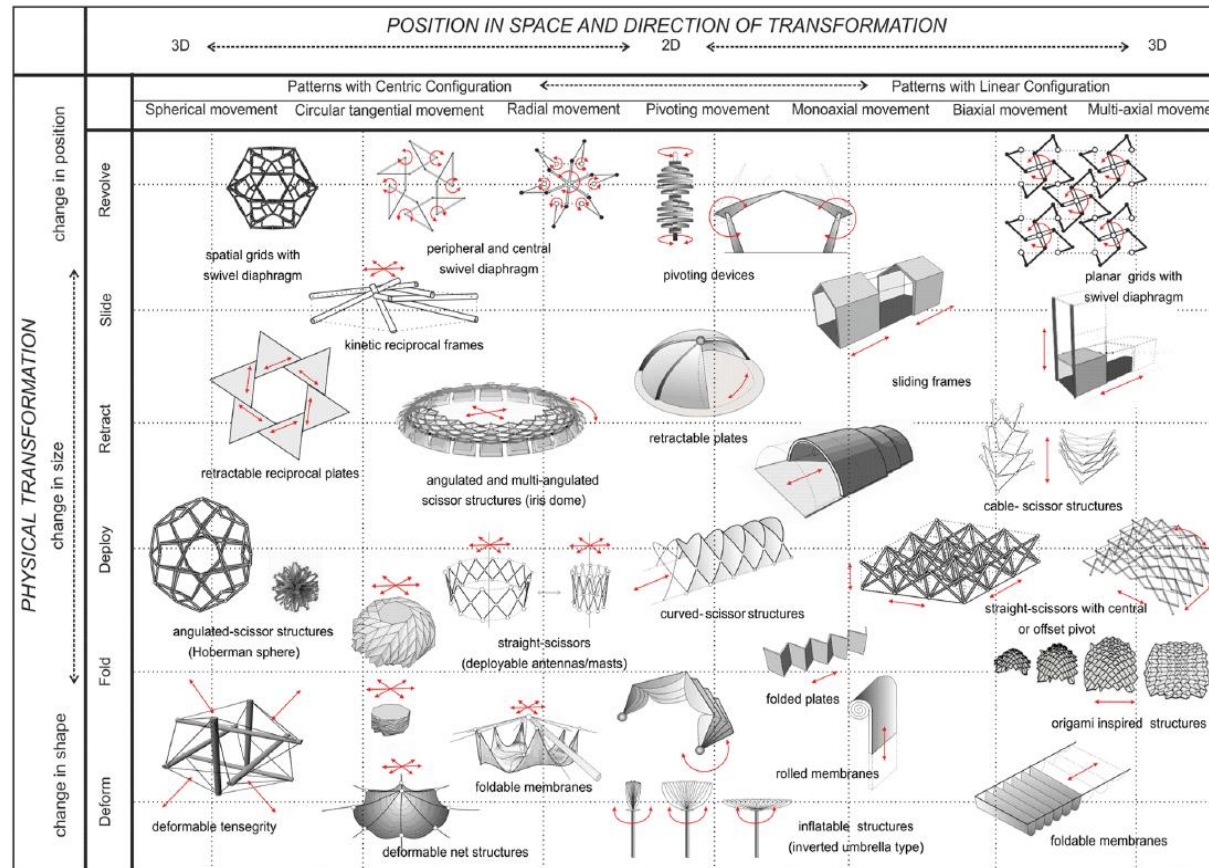 POSITION IN SPACE AND DIRECTION OF TRANSFORMATION
3D 2D 3D
Patterns with Centric Configuration Patterns with Linear Configuration
Spherical movement Circular tangential movement Radial movement Pivoting movement Monoaxial movement Biaxial movement Multi-axial moveme
PHYSICAL TRANSFORMATION
change in position
change in size
change in shape
Revolve
Slide
Retract
Deploy
Fold
Deform
spatial grids with
swivel diaphragm
peripheral and central
swivel diaphragm
pivoting devices
planar grids with
swivel diaphragm
kinetic reciprocal frames
sliding frames
retractable reciprocal plates
angulated and multi-angulated
scissor structures (iris dome)
retractable plates
cable- scissor structures
angulated-scissor structures
(Hoberman sphere)
straight-scissors
(deployable antennas/masts)
curved- scissor structures
straight-scissors with central
or offset pivot
folded plates
origami inspired structures
deformable tensegrity
foldable membranes
rolled membranes
deformable net structures
inflatable structures
(inverted umbrella type)
foldable membranes